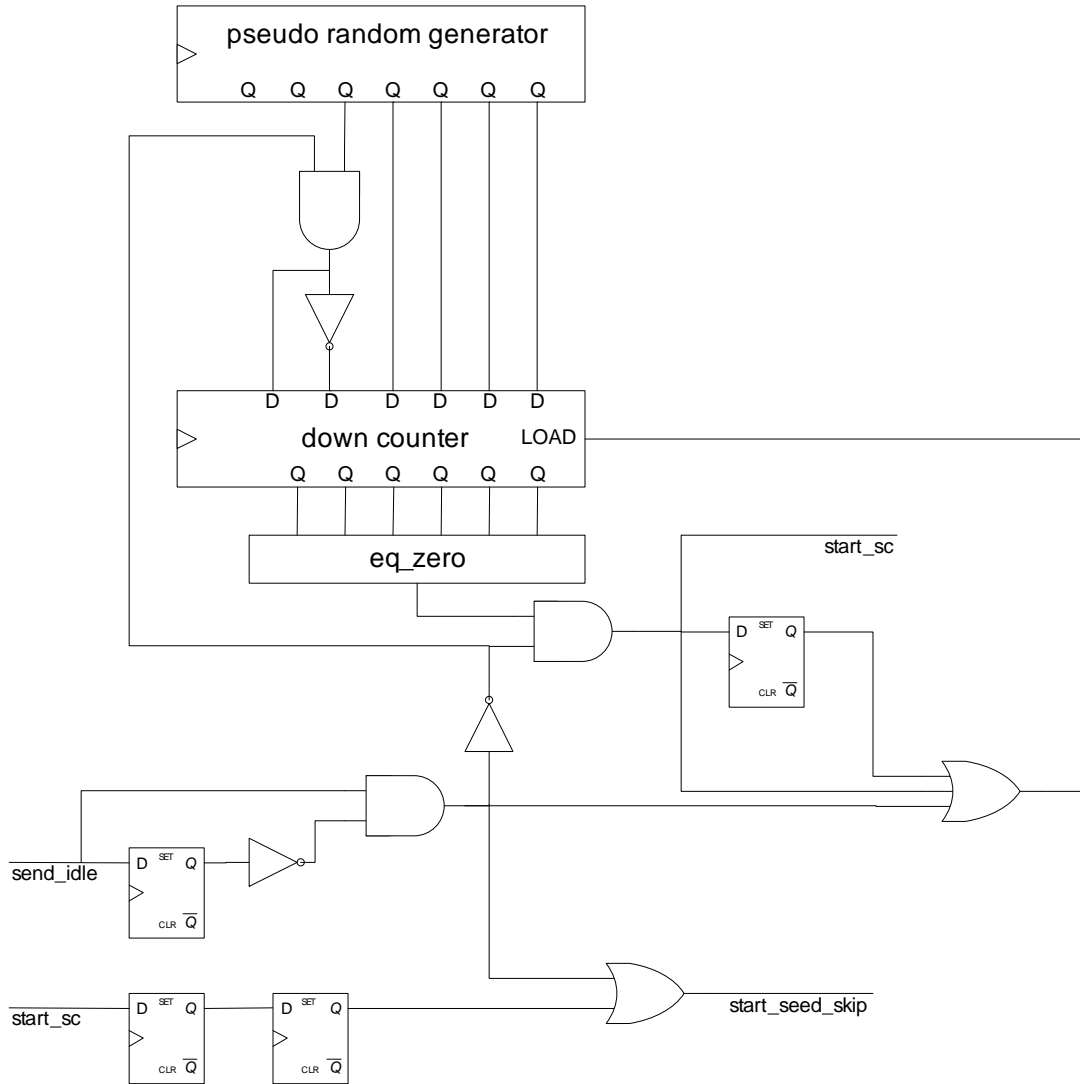 pseudo random generator
Q Q Q Q Q Q Q
D D D D D D
down counter LOAD
Q Q Q Q Q Q
eq_zero
start_sc
D SET Q
CLR Q
send_idle
D SET Q
CLR Q
start_sc
D SET Q
CLR Q
D SET Q
CLR Q
start_seed_skip